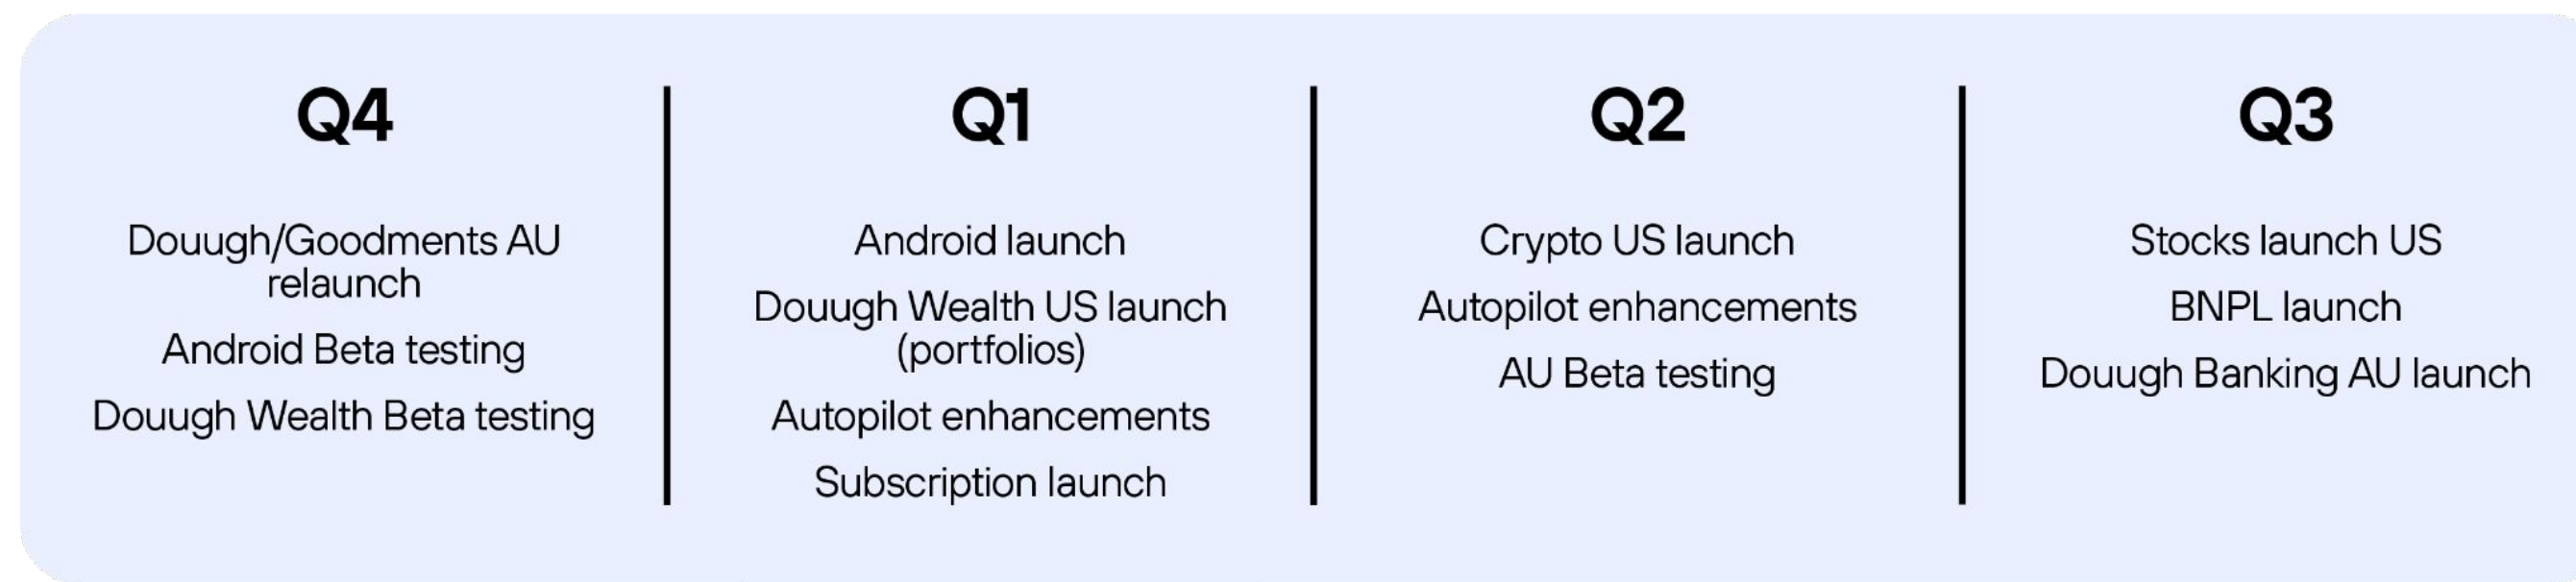 Q4
Douugh/Goodments AU
relaunch
Android Beta testing
Douugh Wealth Beta testing
Q1
Android launch
Douugh Wealth US launch
(portfolios)
Autopilot enhancements
Subscription launch
Q2
Crypto US launch
Autopilot enhancements
AU Beta testing
Q3
Stocks launch US
BNPL launch
Douugh Banking AU launch